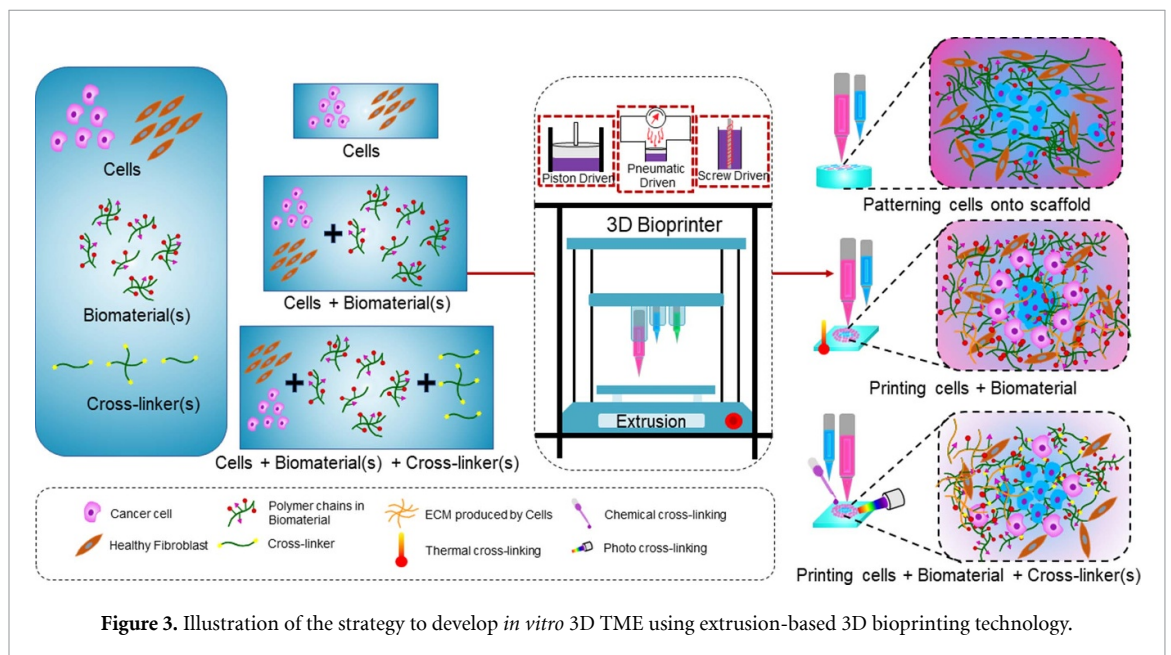 Cells
Biomaterial(s)
Cross-linker(s)
Cells
Cells + Biomaterial(s)
Cells + Biomaterial(s) + Cross-linker(s)
Piston Driven
Pneumatic
Driven
Screw Driven
3D Bioprinter
Extrusion
Patterning cells onto scaffold
Printing cells + Biomaterial
Printing cells + Biomaterial + Cross-linker(s)
Cancer cell
Polymer chains in
Biomaterial
ECM produced by Cells
Chemical cross-linking
Healthy Fibroblast
Cross-linker
Thermal cross-linking
Photo cross-linking
Figure 3. Illustration of the strategy to develop in vitro 3D TME using extrusion-based 3D bioprinting technology.